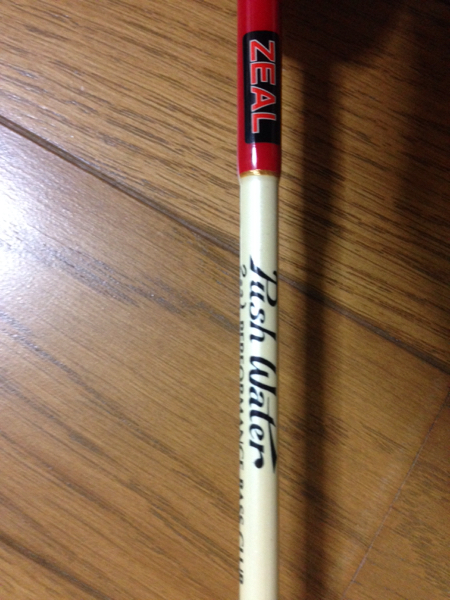 ZEAL
Push Water
PERFORMANCE BASS CLUB